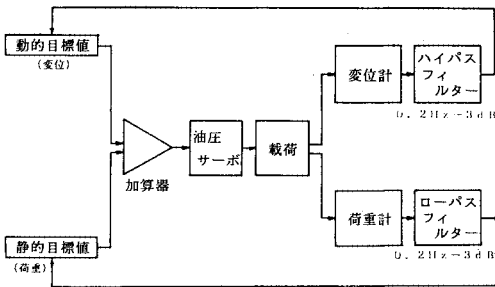 動的目標値
(変位)
加算器
油圧
サーボ
載荷
変位計
ハイパス
フィ
ルター
0.2Hz-3dB
静的目標値
(荷重)
荷重計
ローパス
フィ
ルター
0.2Hz-3dB